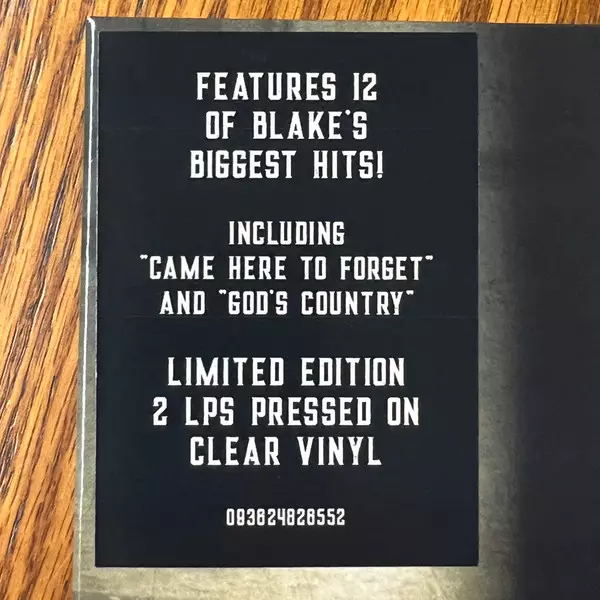 FEATURES 12
OF BLAKE'S
BIGGEST HITS!
INCLUDING
"CAME HERE TO FORGET"
AND "GOD'S COUNTRY"
LIMITED EDITION
2 LPS PRESSED ON
CLEAR VINYL
093624826552